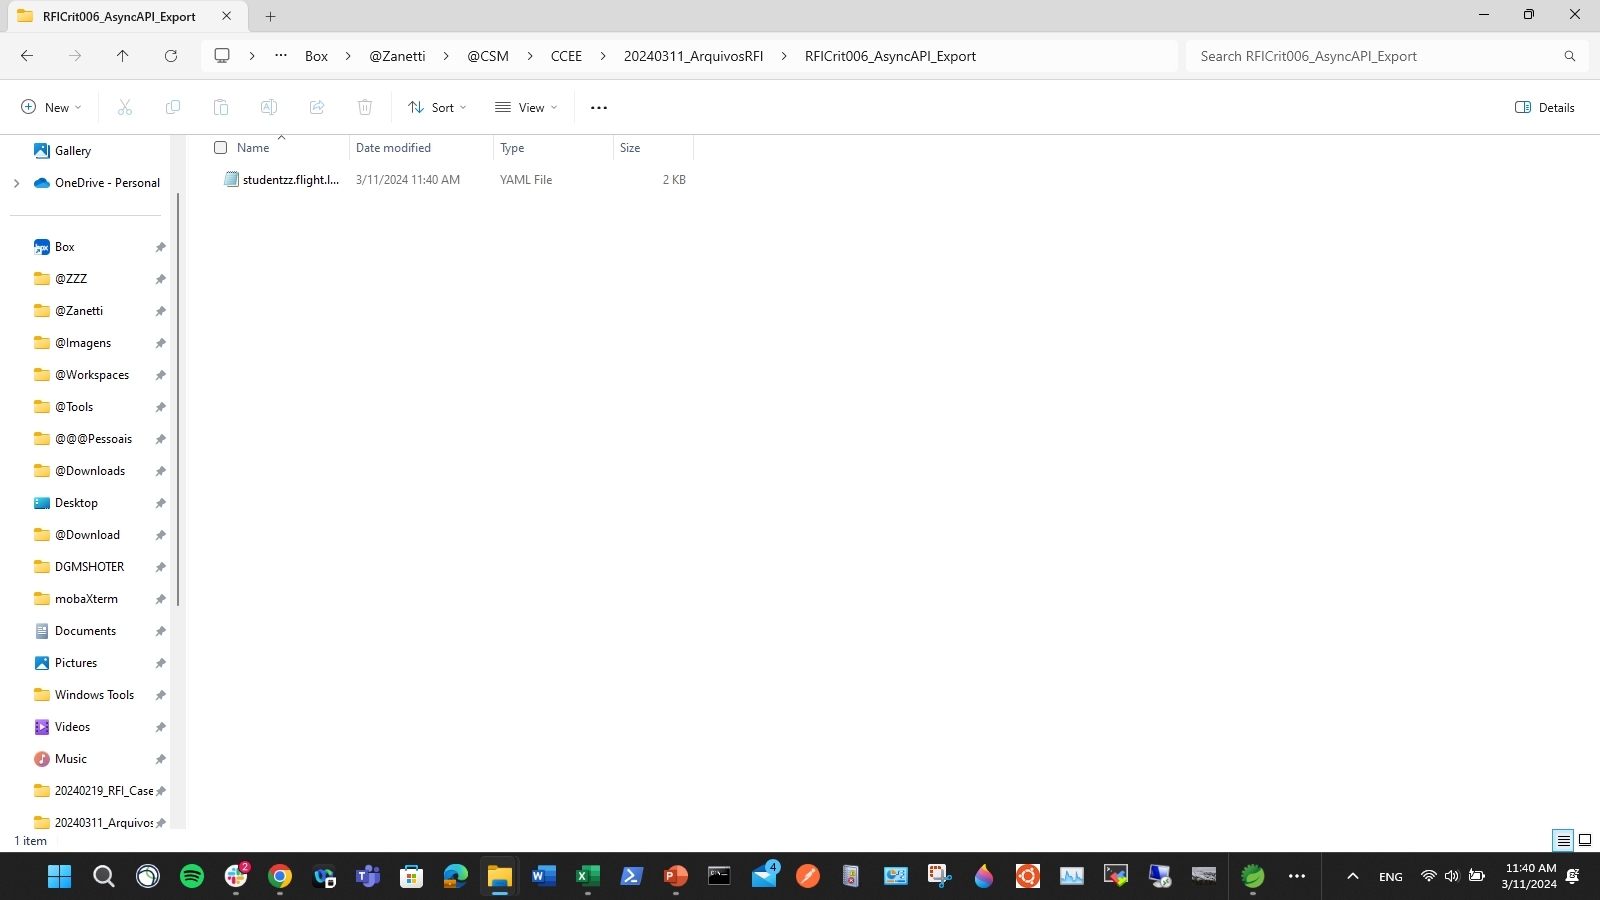 RFICrit006_AsyncAPI_Export
Box > @Zanetti > @CSM > CCEE > 20240311_ArquivosRFI > RFICrit006_AsyncAPI_Export
Search RFICrit006_AsyncAPI_Export
New
Sort
View
Details
Name Date modified Type Size
studentzz.flight.l... 3/11/2024 11:40 AM YAML File 2 KB
Gallery
OneDrive - Personal
Box
@ZZZ
@Zanetti
@Imagens
@Workspaces
@Tools
@@@Pessoais
@Downloads
Desktop
@Download
DGMSHOTER
mobaXterm
Documents
Pictures
Windows Tools
Videos
Music
20240219_RFI_Case
20240311_Arquivos
1 item
2
4
ENG
11:40 AM
3/11/2024